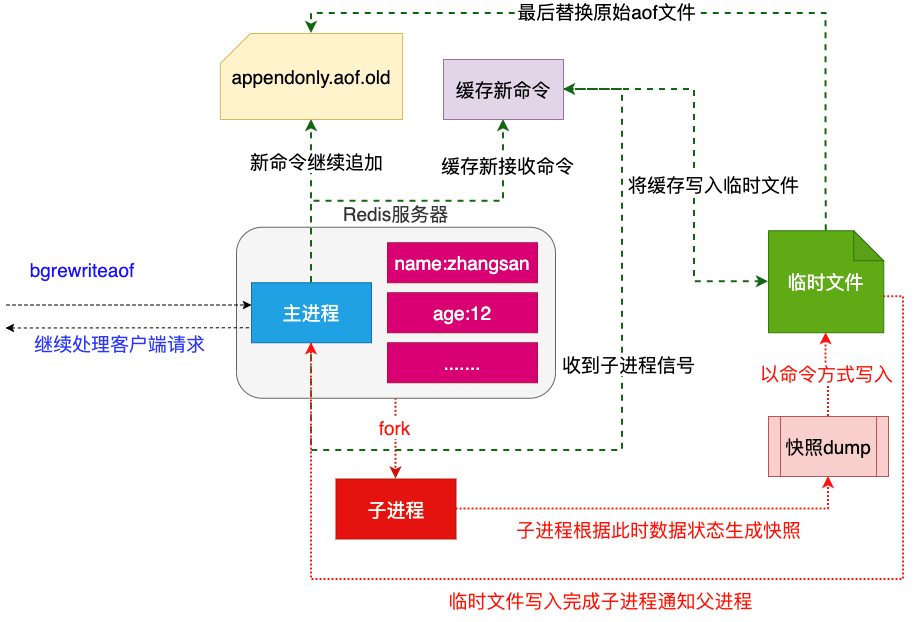 最后替换原始aof文件
appendonly.aof.old
缓存新命令
新命令继续追加
缓存新接收命令
将缓存写入临时文件
Redis服务器
bgrewriteaof
name:zhangsan
主进程
age:12
临时文件
继续处理客户端请求
.......
收到子进程信号
以命令方式写入
fork
快照dump
子进程
子进程根据此时数据状态生成快照
临时文件写入完成子进程通知父进程